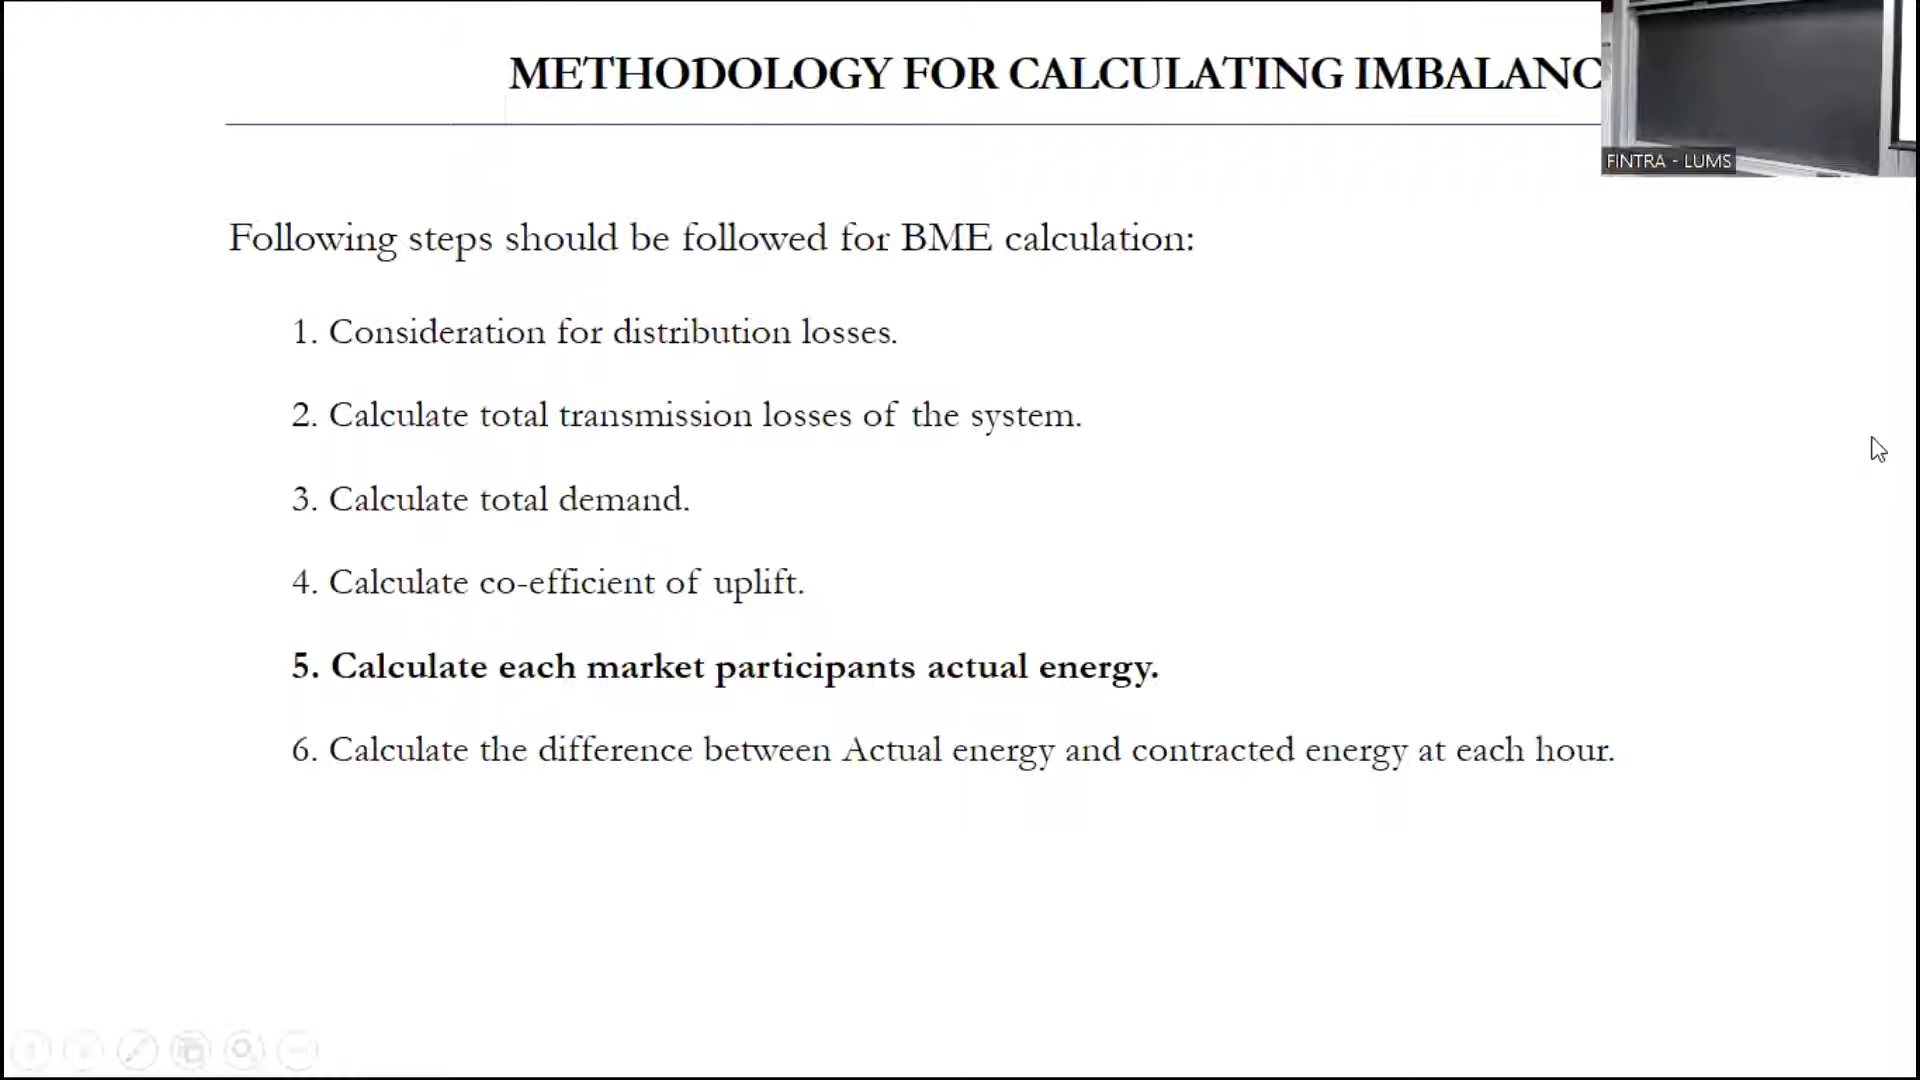 METHODOLOGY FOR CALCULATING IMBALANC
FINTRA - LUMS
Following steps should be followed for BME calculation:
1. Consideration for distribution losses.
2. Calculate total transmission losses of the system.
3. Calculate total demand.
4. Calculate co-efficient of uplift.
5. Calculate each market participants actual energy.
6. Calculate the difference between Actual energy and contracted energy at each hour.